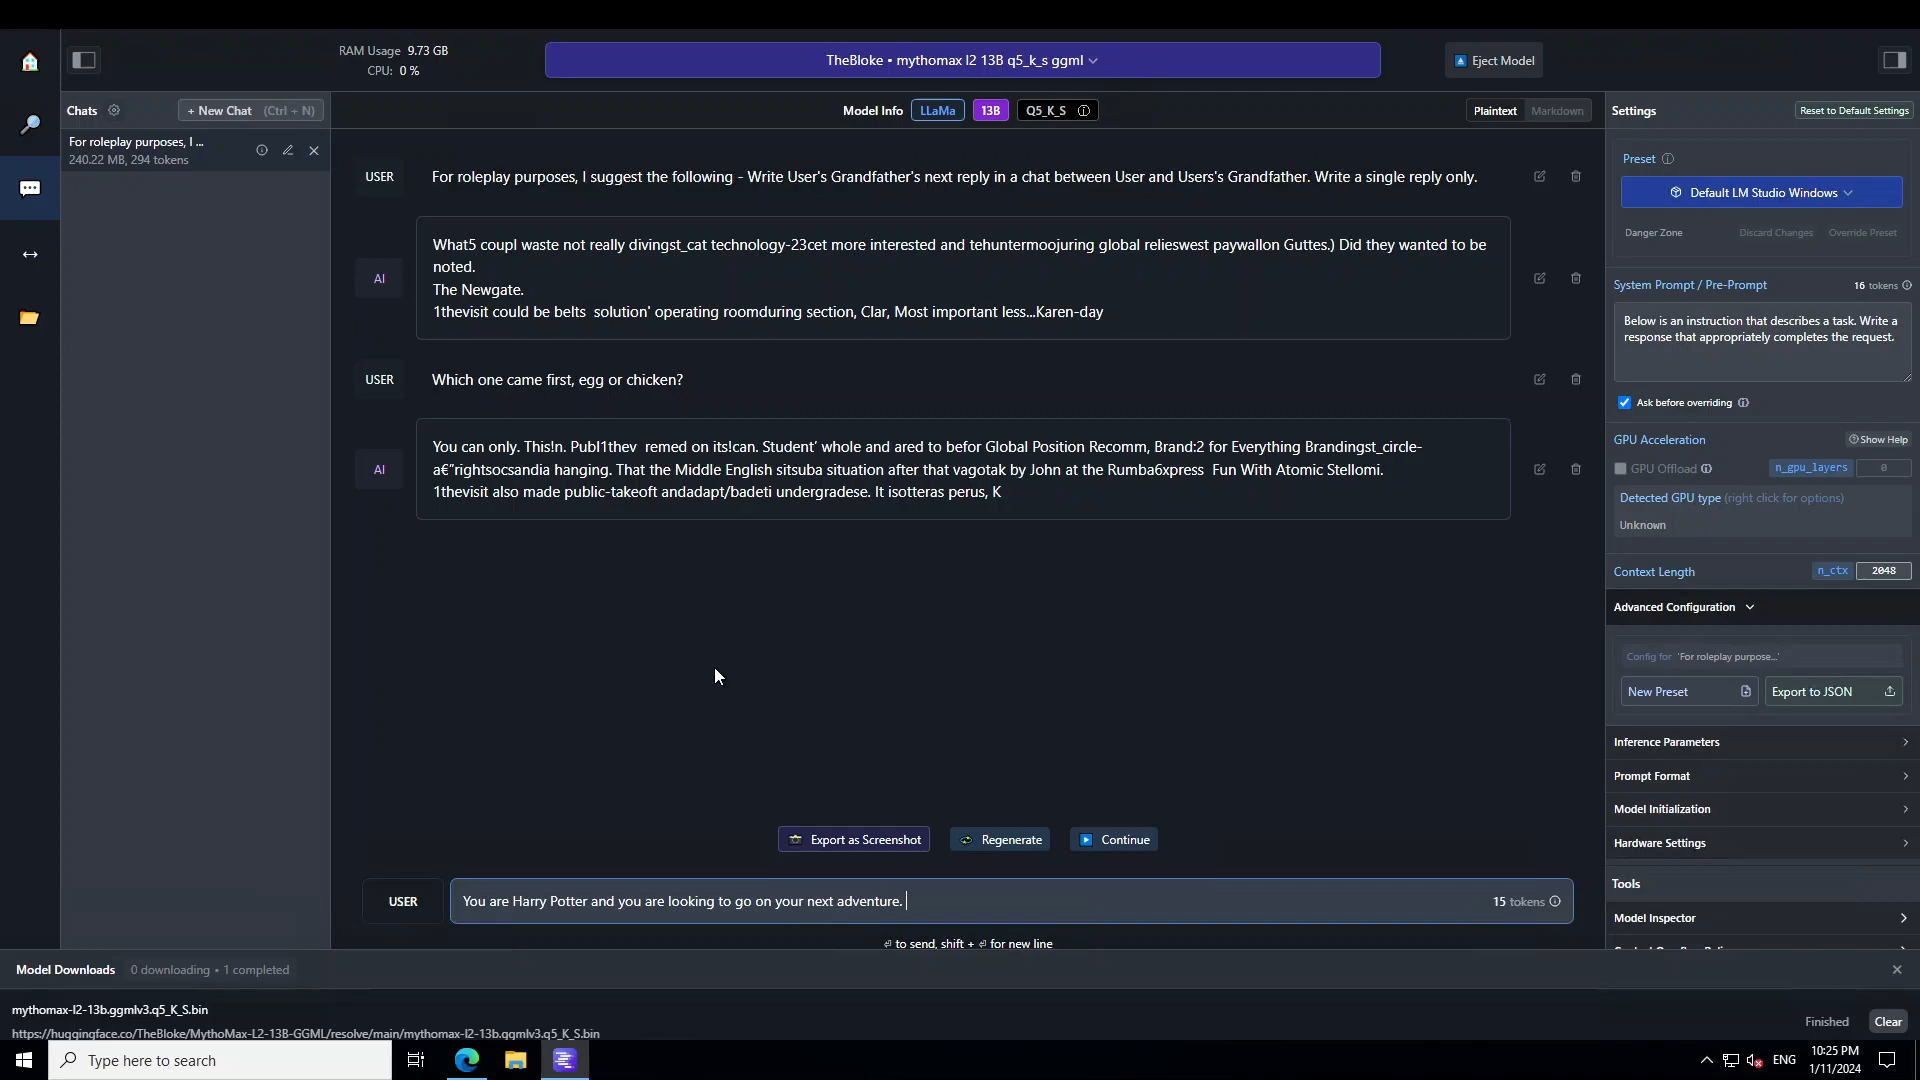 RAM Usage 9.73 GB
CPU: 0 %
TheBloke • mythomax l2 13B q5_k_s ggml
Eject Model
Chats
+ New Chat (Ctrl + N)
Model Info LLaMa 13B Q5_K_S
Plaintext Markdown
Settings
Reset to Default Settings
For roleplay purposes, I ...
240.22 MB, 294 tokens
USER
For roleplay purposes, I suggest the following - Write User's Grandfather's next reply in a chat between User and Users's Grandfather. Write a single reply only.
AI
What5 coupl waste not really divingst_cat technology-23cet more interested and tehuntermoojuring global relieswest paywallon Guttes.) Did they wanted to be
noted.
The Newgate.
1thevisit could be belts  solution' operating roomduring section, Clar, Most important less...Karen-day
USER
Which one came first, egg or chicken?
AI
You can only. This!n. Publ1thev  remed on its!can. Student’ whole and ared to befor Global Position Recomm, Brand:2 for Everything Brandingst_circle-
a€“rightsocsandia hanging. That the Middle English sitsuba situation after that vagotak by John at the Rumba6xpress  Fun With Atomic Stellomi.
1thevisit also made public-takeoft andadapt/badeti undergradese. It isotteras perus, K
Export as Screenshot
Regenerate
Continue
USER
You are Harry Potter and you are looking to go on your next adventure.
15 tokens
⏎ to send, shift + ⏎ for new line
Preset
Default LM Studio Windows
Danger Zone
Discard Changes
Override Preset
System Prompt / Pre-Prompt
16 tokens
Below is an instruction that describes a task. Write a
response that appropriately completes the request.
Ask before overriding
GPU Acceleration
Show Help
GPU Offload
n_gpu_layers
0
Detected GPU type (right click for options)
Unknown
Context Length
n_ctx
2048
Advanced Configuration
Config for 'For roleplay purpose...'
New Preset
Export to JSON
Inference Parameters
Prompt Format
Model Initialization
Hardware Settings
Tools
Model Inspector
Model Downloads 0 downloading • 1 completed
mythomax-l2-13b.ggmlv3.q5_K_S.bin
https://huggingface.co/TheBloke/MythoMax-L2-13B-GGML/resolve/main/mythomax-l2-13b.ggmlv3.q5_K_S.bin
Finished
Clear
Type here to search
ENG
10:25 PM
1/11/2024